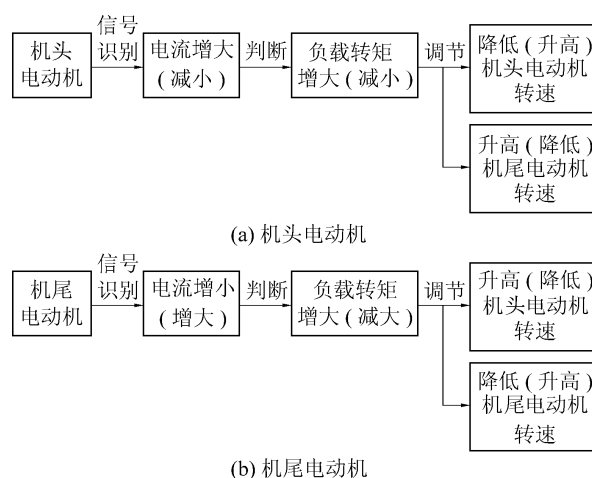 机头
电动机
信号
识别
电流增大
(减小)
判断
负载转矩
增大(减小)
调节
降低(升高)
机头电动机
转速
升高(降低)
机尾电动机
转速
(a) 机头电动机
机尾
电动机
信号
识别
电流增小
(增大)
判断
负载转矩
增大(减大)
调节
升高(降低)
机头电动机
转速
降低(升高)
机尾电动机
转速
(b) 机尾电动机